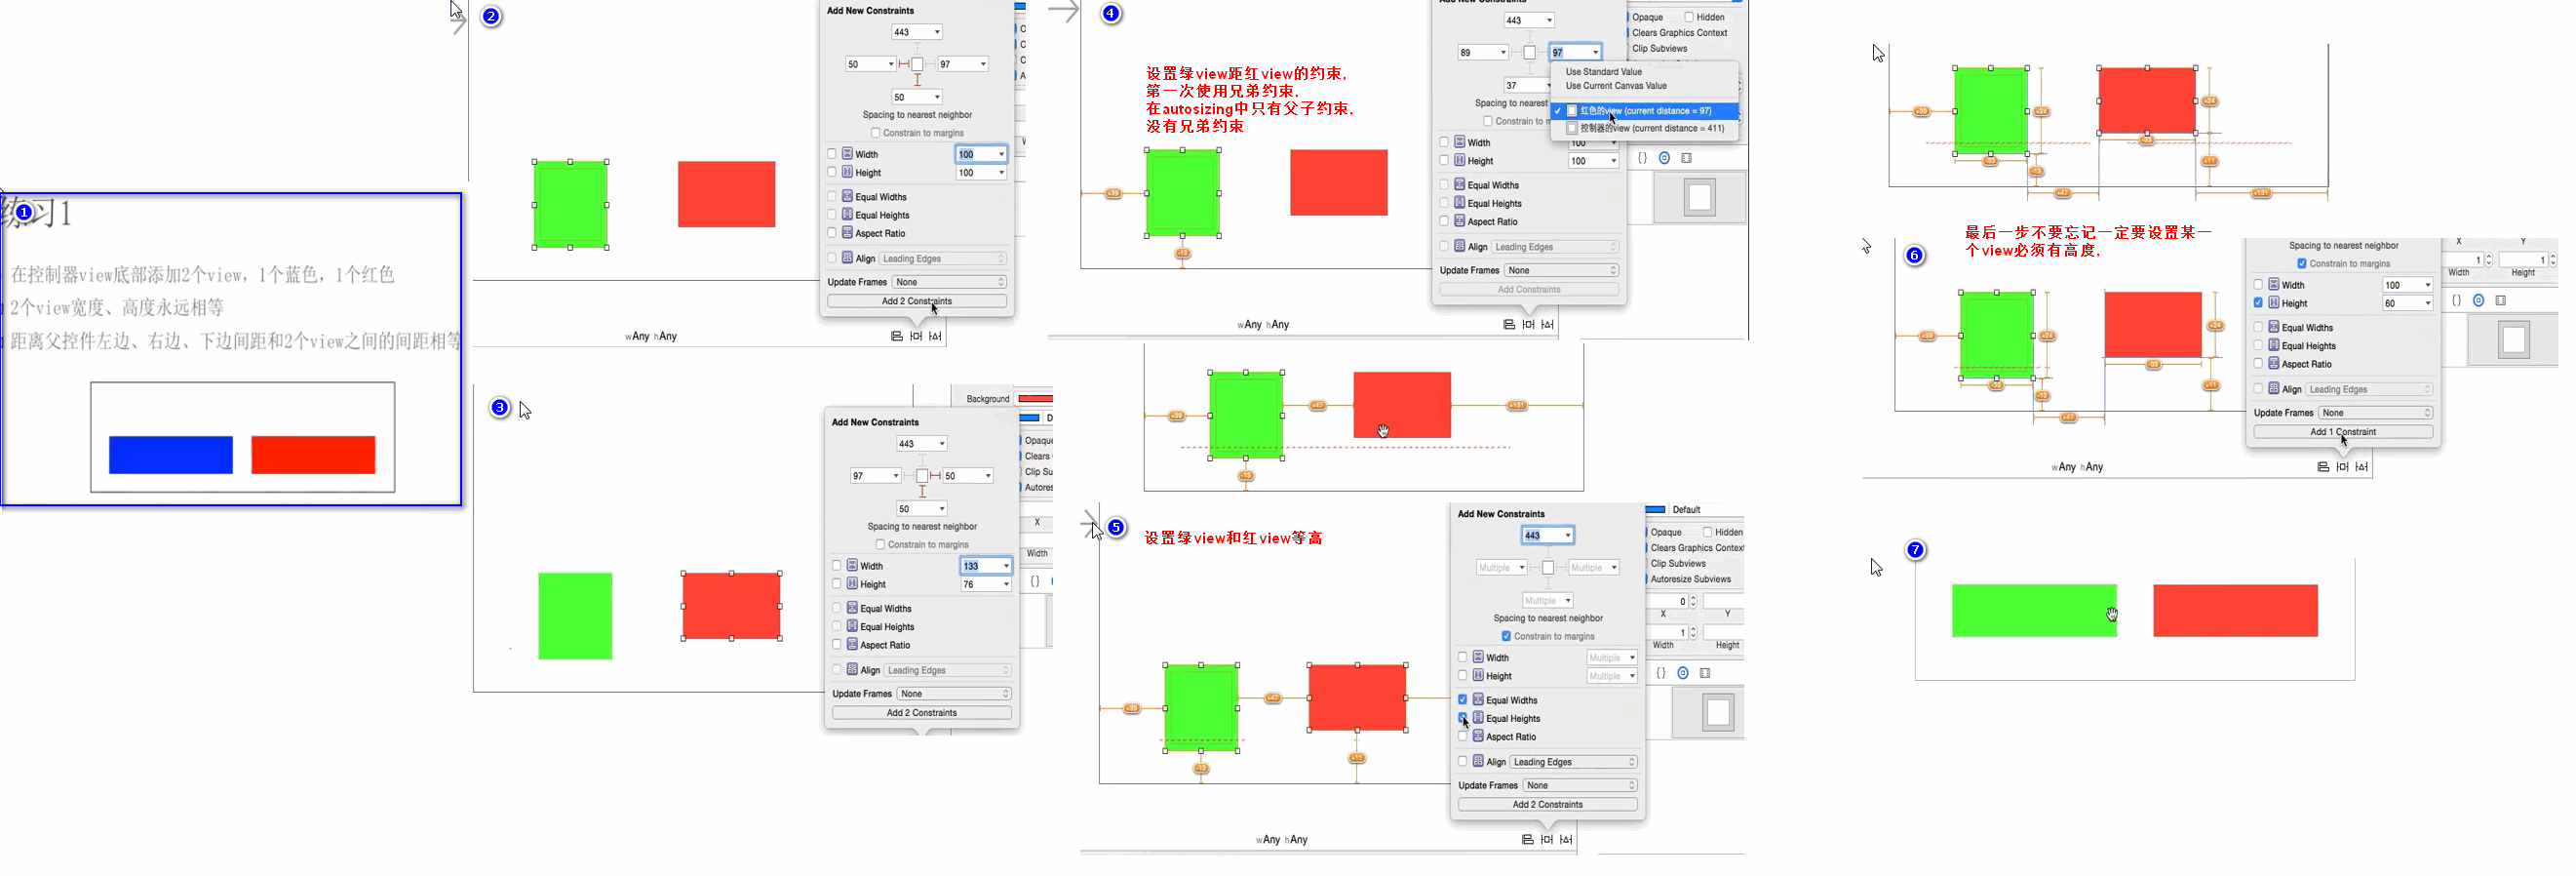 1
练习1
在控制器view底部添加2个view，1个蓝色，1个红色
2个view宽度、高度永远相等
距离父控件左边、右边、下边间距和2个view之间的间距相等
2
Add New Constraints
443
50
97
50
Spacing to nearest neighbor
Constrain to margins
Width
100
Height
100
Equal Widths
Equal Heights
Aspect Ratio
Align
Leading Edges
Update Frames
None
Add 2 Constraints
wAny hAny
3
Background
Add New Constraints
443
97
50
50
Spacing to nearest neighbor
Constrain to margins
Width
133
Height
76
Equal Widths
Equal Heights
Aspect Ratio
Align
Leading Edges
Update Frames
None
Add 2 Constraints
Opaque
Clip Su
X
Width
4
设置绿view距红view的约束，
第一次使用兄弟约束，
在autosizing中只有父子约束，
没有兄弟约束
Add New Constraints
443
89
97
37
Use Standard Value
Use Current Canvas Value
红色的view (current distance = 97)
控制器的view (current distance = 411)
Spacing to nearest
Constrain to m
Width
100
Height
100
Equal Widths
Equal Heights
Aspect Ratio
Align
Leading Edges
Update Frames
None
Add Constraints
Opaque
Hidden
Clears Graphics Context
Clip Subviews
wAny hAny
5
设置绿view和红view等高
Add New Constraints
443
Multiple
Multiple
Multiple
Spacing to nearest neighbor
Constrain to margins
Width
Multiple
Height
Multiple
Equal Widths
Equal Heights
Aspect Ratio
Align
Leading Edges
Update Frames
None
Add 2 Constraints
Default
Opaque
Hidden
Clears Graphics Context
Clip Subviews
Autoresize Subviews
0
X
Y
1
Width
Height
wAny hAny
最后一步不要忘记一定要设置某一
个view必须有高度，
6
Spacing to nearest neighbor
Constrain to margins
Width
100
Height
60
Equal Widths
Equal Heights
Aspect Ratio
Align
Leading Edges
Update Frames
None
Add 1 Constraint
X
Y
1
1
Width
Height
wAny hAny
7